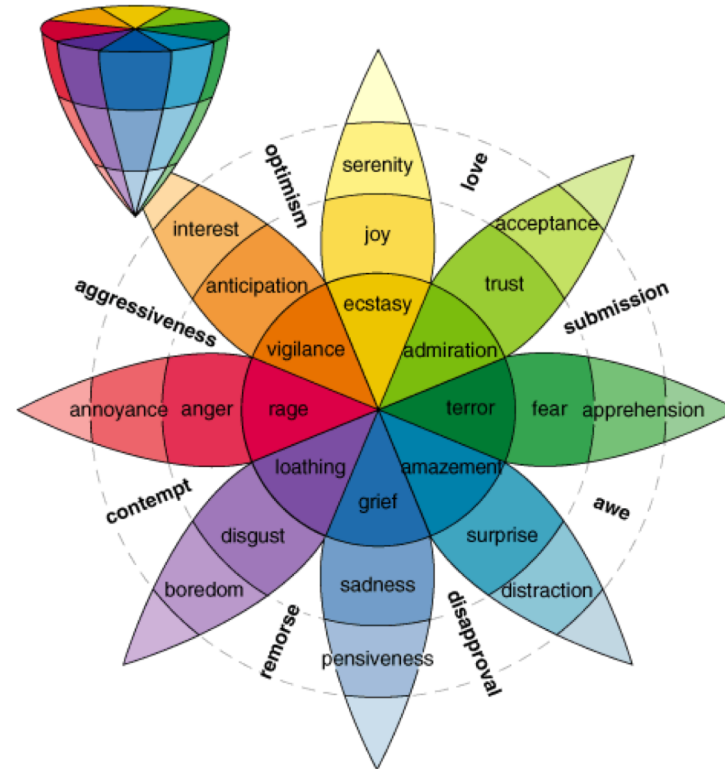 optimism
serenity
love
interest
acceptance
joy
anticipation
trust
aggressiveness
ecstasy
submission
vigilance
admiration
annoyance
anger
rage
terror
fear
apprehension
loathing
amazement
contempt
grief
awe
disgust
surprise
boredom
sadness
distraction
remorse
disapproval
pensiveness